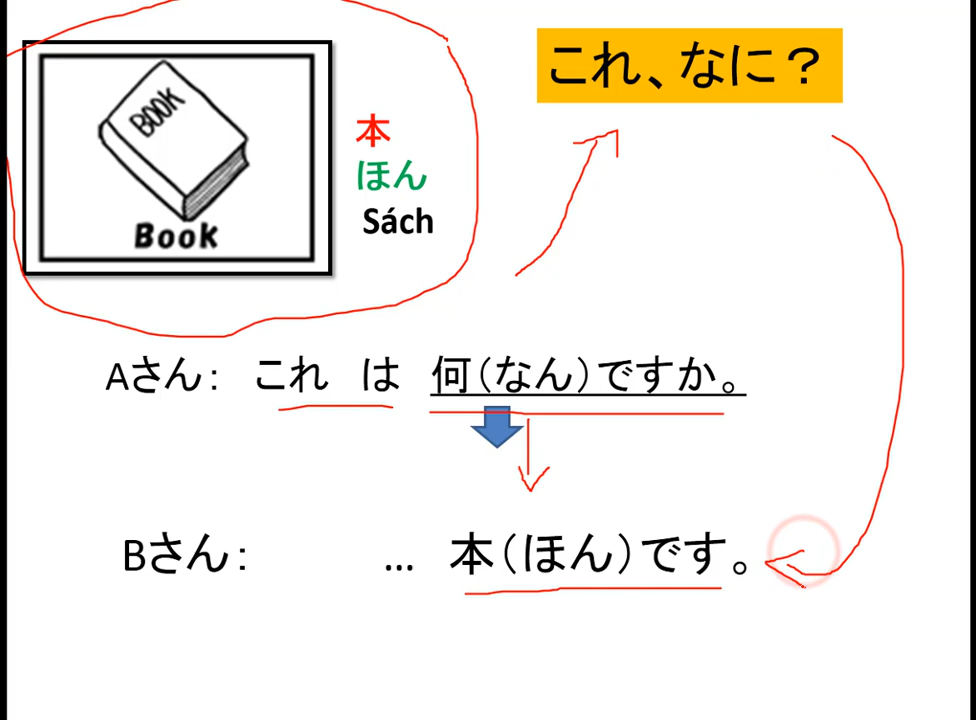 BOOK
Book
本
ほん
Sách
これ、なに？
Aさん： これ は 何（なん）ですか。
Bさん： … 本（ほん）です。